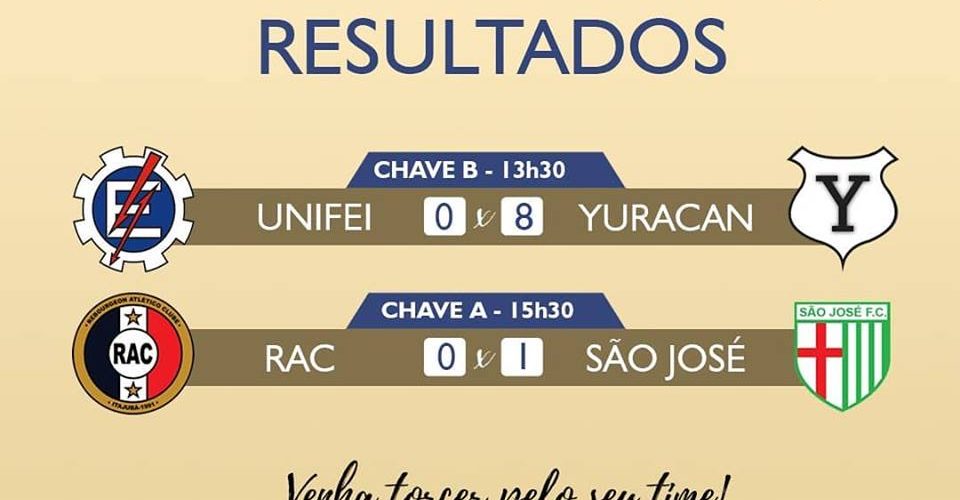 RESULTADOS
CHAVE B - 13h30
E
UNIFEI 0 x 8 YURACAN
Y
CHAVE A - 15h30
REBOURGEON ATLÉTICO CLUBE
RAC
ITAJUBÁ-1991
RAC 0 x 1 SÃO JOSÉ
SÃO JOSÉ F.C.
Venha torcer pelo seu time!